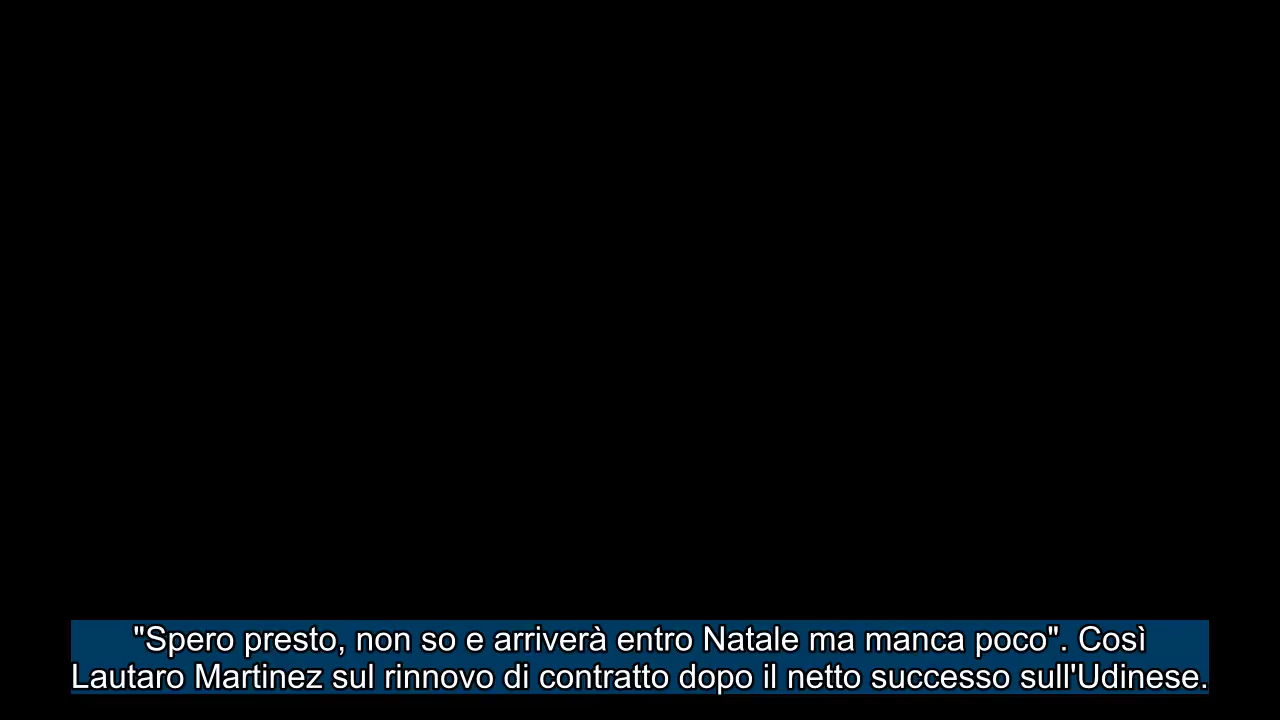 "Spero presto, non so e arriverà entro Natale ma manca poco". Così
Lautaro Martinez sul rinnovo di contratto dopo il netto successo sull'Udinese.